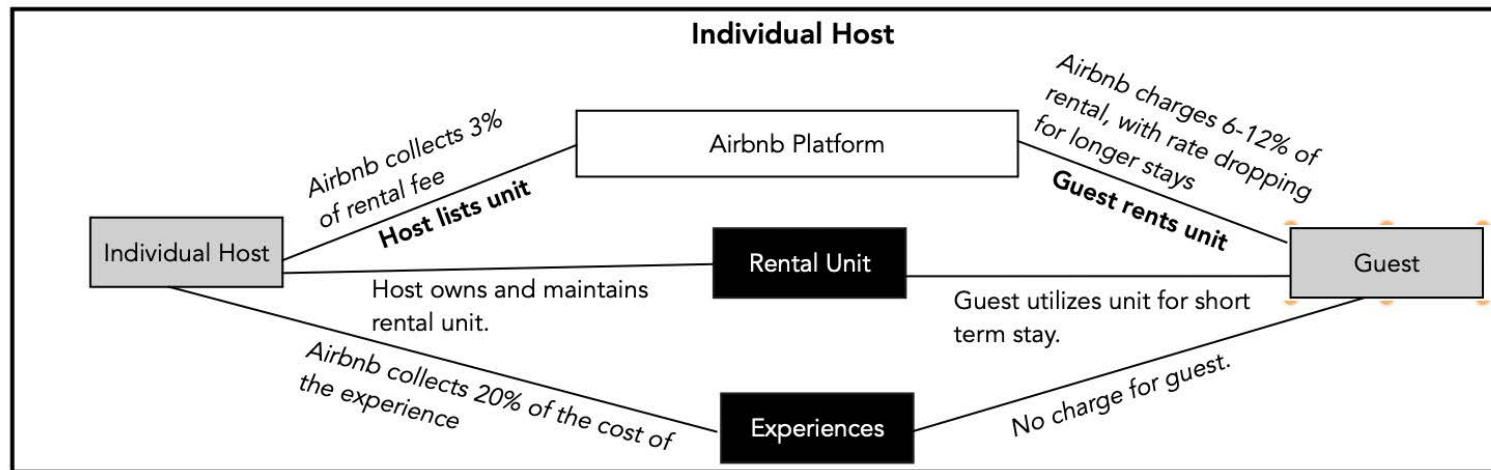 Individual Host
Airbnb collects 3%
of rental fee
Host lists unit
Airbnb Platform
Airbnb charges 6-12% of
rental, with rate dropping
for longer stays
Guest rents unit
Individual Host
Rental Unit
Guest
Host owns and maintains
rental unit.
Guest utilizes unit for short
term stay.
Airbnb collects 20% of the cost of
the experience
Experiences
No charge for guest.